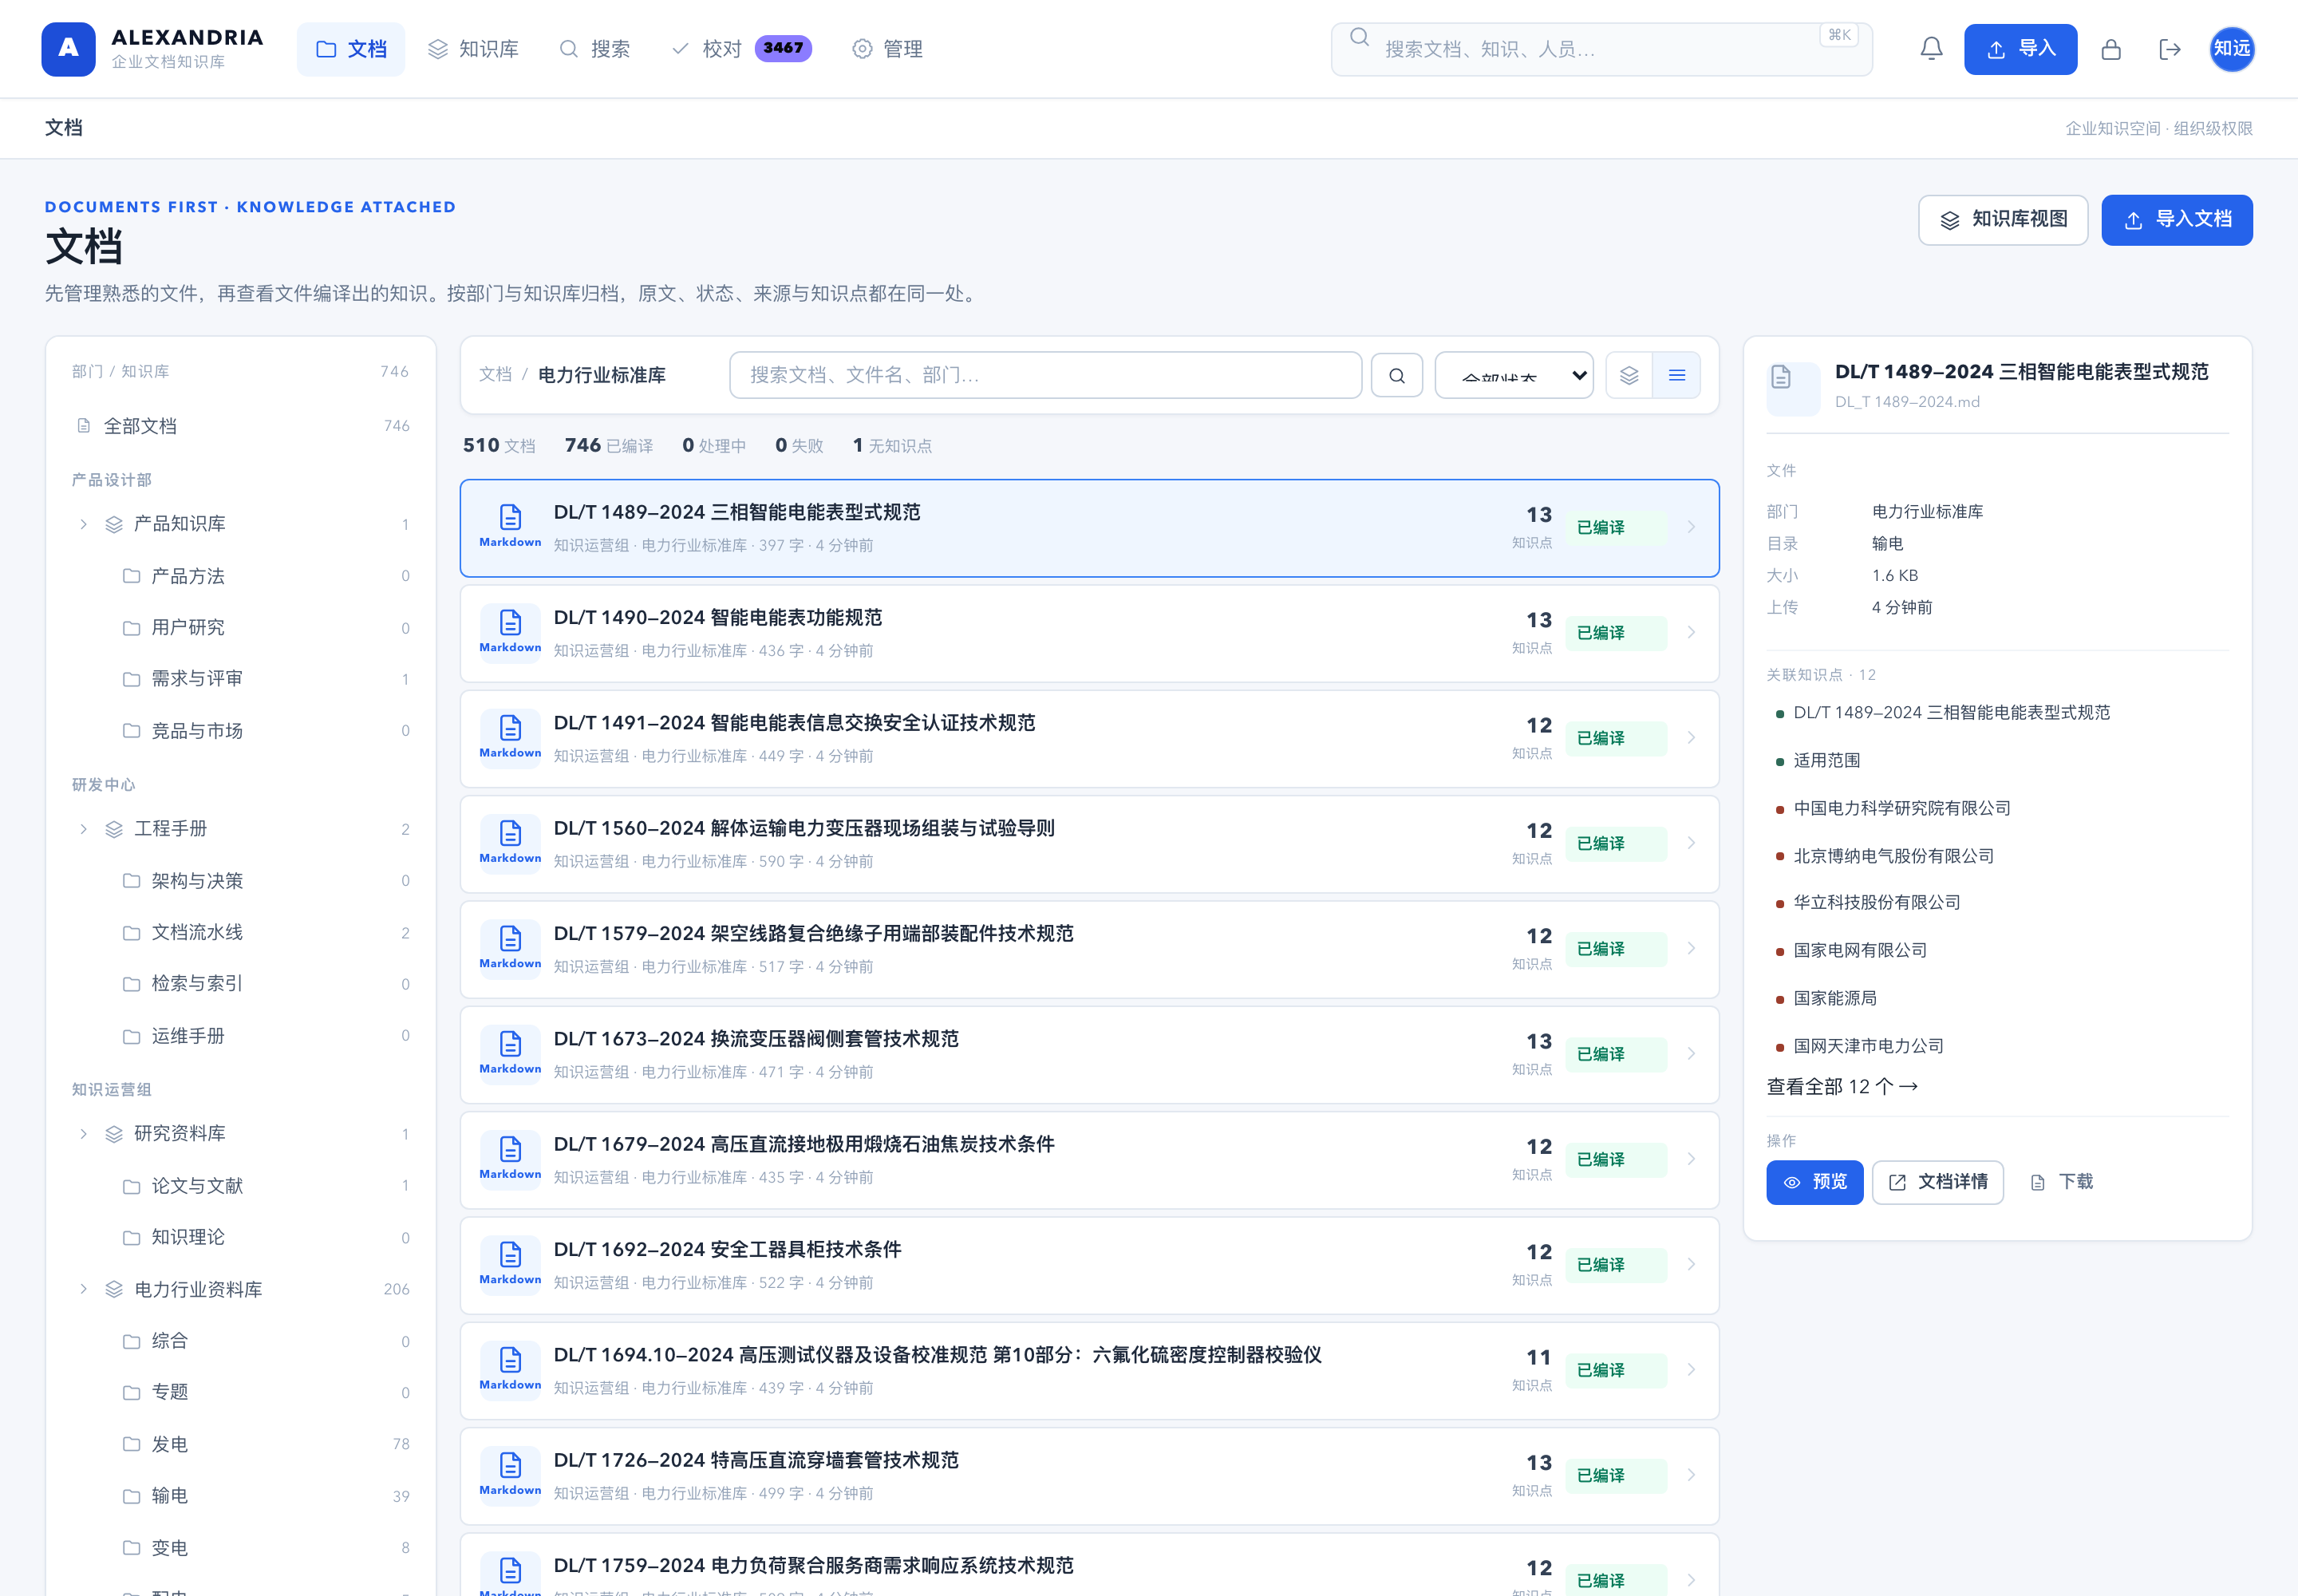 A
ALEXANDRIA
企业文档知识库
文档
知识库
搜索
校对 3467
管理
搜索文档、知识、人员…
⌘K
导入
知远
文档
企业知识空间 · 组织级权限
DOCUMENTS FIRST · KNOWLEDGE ATTACHED
文档
先管理熟悉的文件，再查看文件编译出的知识。按部门与知识库归档，原文、状态、来源与知识点都在同一处。
知识库视图
导入文档
部门 / 知识库 746
全部文档 746
产品设计部
产品知识库 1
产品方法 0
用户研究 0
需求与评审 1
竞品与市场 0
研发中心
工程手册 2
架构与决策 0
文档流水线 2
检索与索引 0
运维手册 0
知识运营组
研究资料库 1
论文与文献 1
知识理论 0
电力行业资料库 206
综合 0
专题 0
发电 78
输电 39
变电 8
文档 / 电力行业标准库
搜索文档、文件名、部门…
全部状态
510 文档 746 已编译 0 处理中 0 失败 1 无知识点
Markdown
DL/T 1489—2024 三相智能电能表型式规范
知识运营组 · 电力行业标准库 · 397 字 · 4 分钟前
13
知识点
已编译
Markdown
DL/T 1490—2024 智能电能表功能规范
知识运营组 · 电力行业标准库 · 436 字 · 4 分钟前
13
知识点
已编译
Markdown
DL/T 1491—2024 智能电能表信息交换安全认证技术规范
知识运营组 · 电力行业标准库 · 449 字 · 4 分钟前
12
知识点
已编译
Markdown
DL/T 1560—2024 解体运输电力变压器现场组装与试验导则
知识运营组 · 电力行业标准库 · 590 字 · 4 分钟前
12
知识点
已编译
Markdown
DL/T 1579—2024 架空线路复合绝缘子用端部装配件技术规范
知识运营组 · 电力行业标准库 · 517 字 · 4 分钟前
12
知识点
已编译
Markdown
DL/T 1673—2024 换流变压器阀侧套管技术规范
知识运营组 · 电力行业标准库 · 471 字 · 4 分钟前
13
知识点
已编译
Markdown
DL/T 1679—2024 高压直流接地极用煅烧石油焦炭技术条件
知识运营组 · 电力行业标准库 · 435 字 · 4 分钟前
12
知识点
已编译
Markdown
DL/T 1692—2024 安全工器具柜技术条件
知识运营组 · 电力行业标准库 · 522 字 · 4 分钟前
12
知识点
已编译
Markdown
DL/T 1694.10—2024 高压测试仪器及设备校准规范 第10部分：六氟化硫密度控制器校验仪
知识运营组 · 电力行业标准库 · 439 字 · 4 分钟前
11
知识点
已编译
Markdown
DL/T 1726—2024 特高压直流穿墙套管技术规范
知识运营组 · 电力行业标准库 · 499 字 · 4 分钟前
13
知识点
已编译
Markdown
DL/T 1759—2024 电力负荷聚合服务商需求响应系统技术规范
12
已编译
DL/T 1489—2024 三相智能电能表型式规范
DL_T 1489—2024.md
文件
部门 电力行业标准库
目录 输电
大小 1.6 KB
上传 4 分钟前
关联知识点 · 12
DL/T 1489—2024 三相智能电能表型式规范
适用范围
中国电力科学研究院有限公司
北京博纳电气股份有限公司
华立科技股份有限公司
国家电网有限公司
国家能源局
国网天津市电力公司
查看全部 12 个 →
操作
预览
文档详情
下载